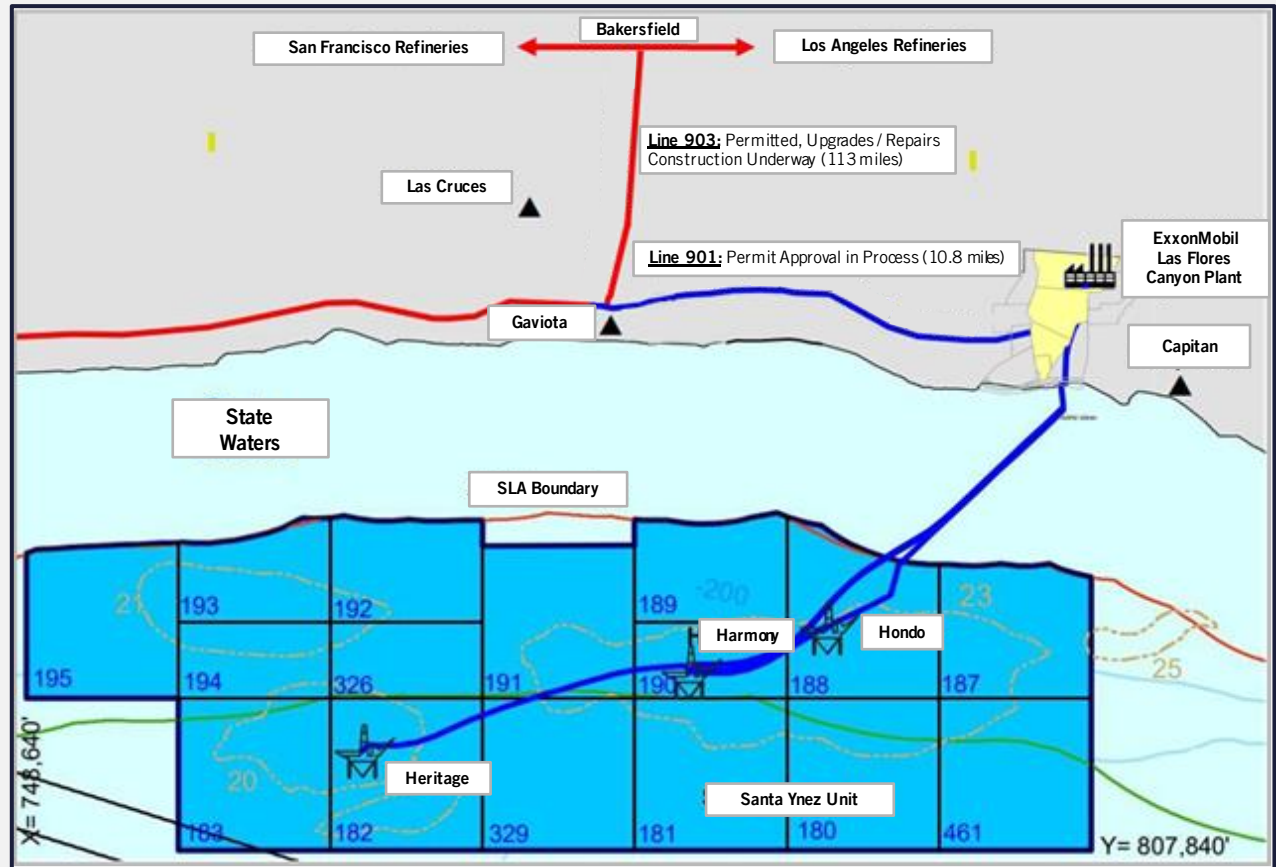 Bakersfield
San Francisco Refineries
Los Angeles Refineries
Line 903: Permitted, Upgrades / Repairs
Construction Underway (113 miles)
Las Cruces
Line 901: Permit Approval in Process (10.8 miles)
ExxonMobil
Las Flores
Canyon Plant
Gaviota
Capitan
State
Waters
SLA Boundary
21
193
192
189
-200
23
Harmony
Hondo
25
195
194
326
191
190
188
187
X= 748,640'
20
Heritage
Santa Ynez Unit
183
182
329
181
180
461
Y= 807,840'